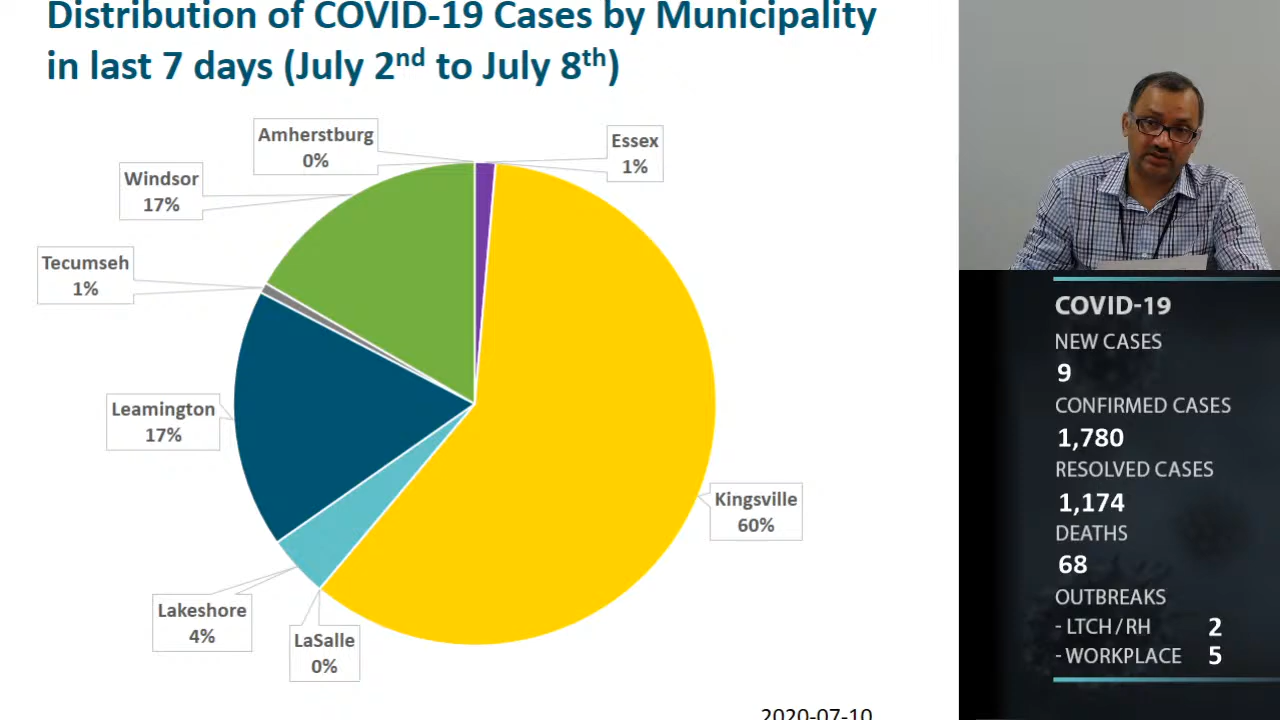 Distribution of COVID-19 Cases by Municipality
in last 7 days (July 2nd to July 8th)
Amherstburg
0%
Essex
1%
Windsor
17%
Tecumseh
1%
Leamington
17%
Kingsville
60%
Lakeshore
4%
LaSalle
0%
2020-07-10
COVID-19
NEW CASES
9
CONFIRMED CASES
1,780
RESOLVED CASES
1,174
DEATHS
68
OUTBREAKS
- LTCH / RH 2
- WORKPLACE 5